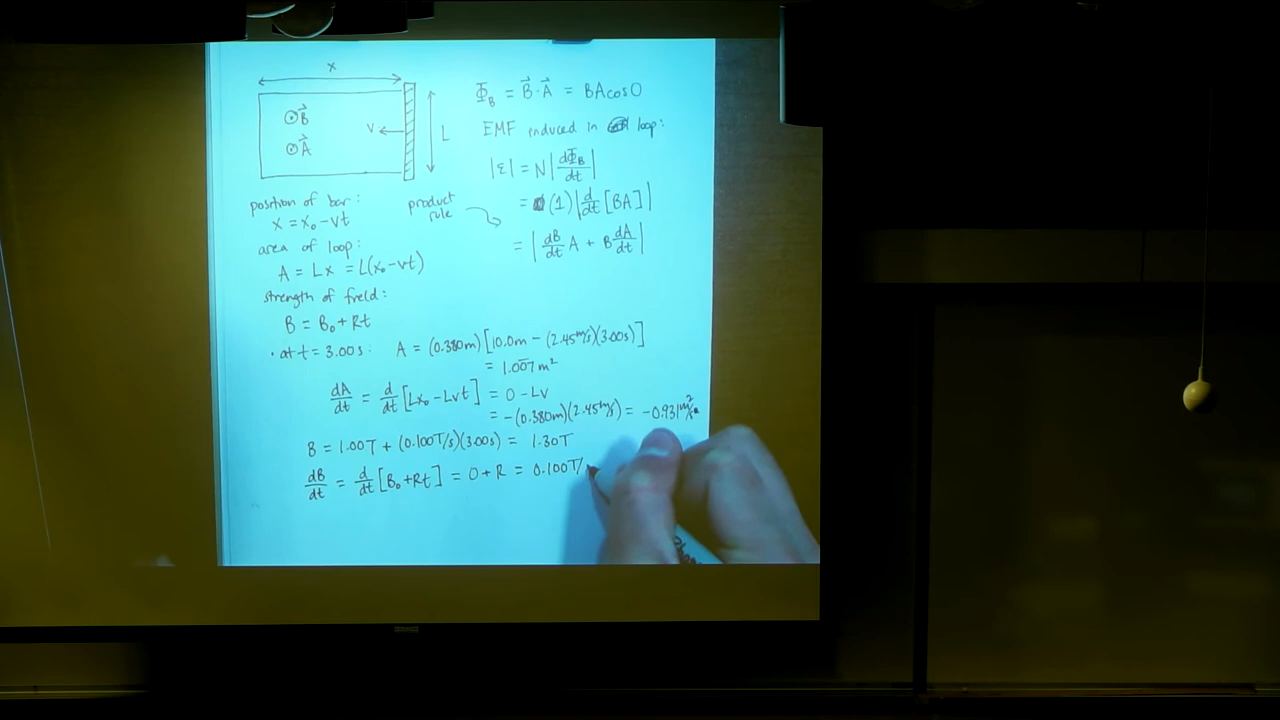 x
B⃗
A⃗
v
L
Φ_B = B⃗·A⃗ = BAcos0
EMF induced in loop:
|ε| = N|dΦ_B/dt|
= (1)|d/dt[BA]|
product rule
= |dB/dt A + B dA/dt|
position of bar:
x = x₀ - vt
area of loop:
A = Lx = L(x₀-vt)
strength of field:
B = B₀ + Rt
• at t = 3.00s: A = (0.380m)[10.0m - (2.45m/s)(3.00s)]
= 1.007m²
dA/dt = d/dt[Lx₀ - Lvt] = 0 - Lv
= -(0.380m)(2.45m/s) = -0.931m²/s
B = 1.00T + (0.100T/s)(3.00s) = 1.30T
dB/dt = d/dt[B₀+Rt] = 0 + R = 0.100T/